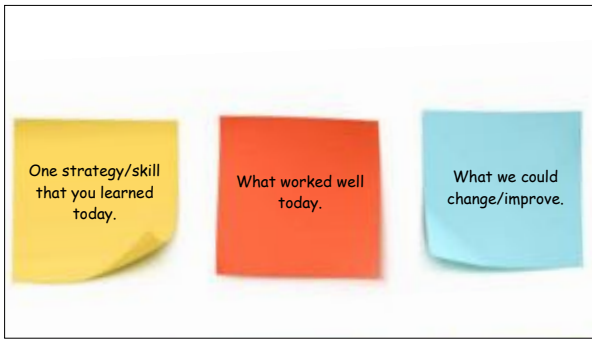 One strategy/skill
that you learned
today.
What worked well
today.
What we could
change/improve.